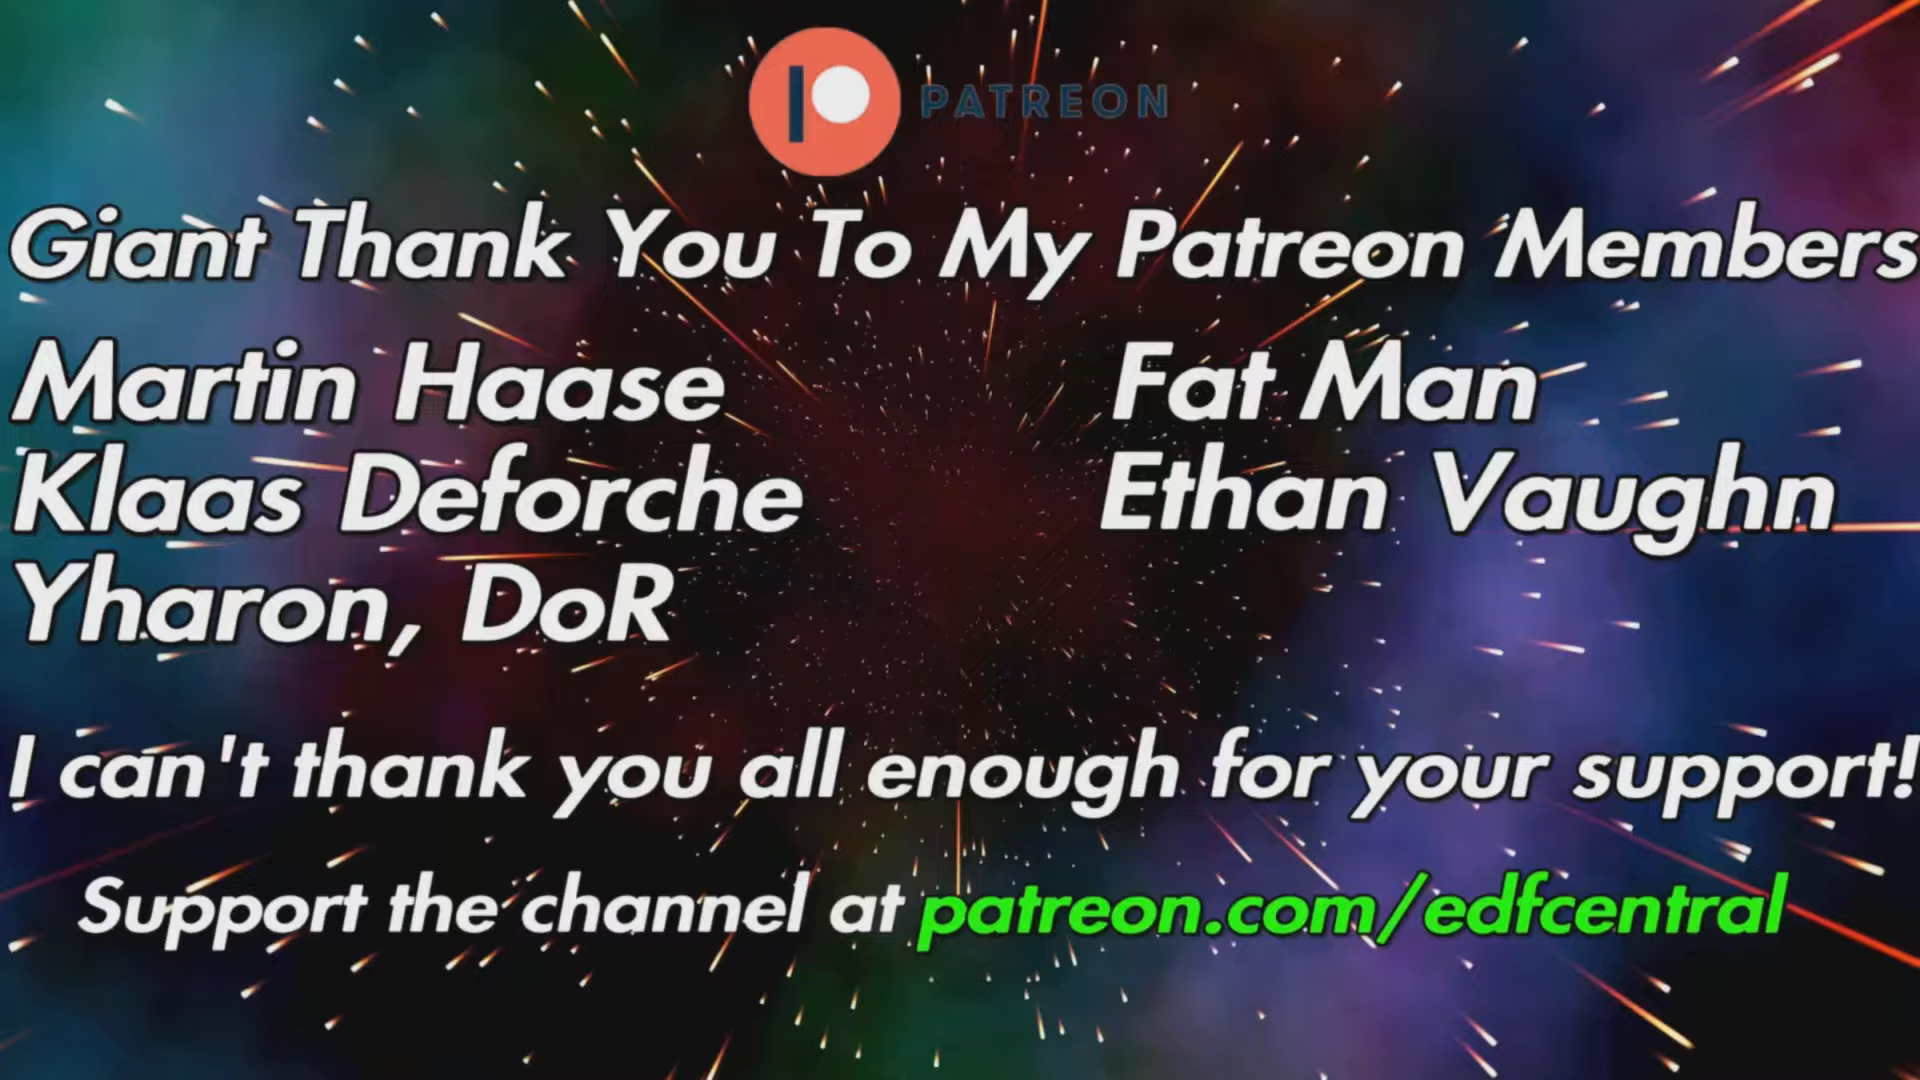 PATREON
Giant Thank You To My Patreon Members
Martin Haase Fat Man
Klaas Deforche Ethan Vaughn
Yharon, DoR
I can't thank you all enough for your support!
Support the channel at patreon.com/edfcentral